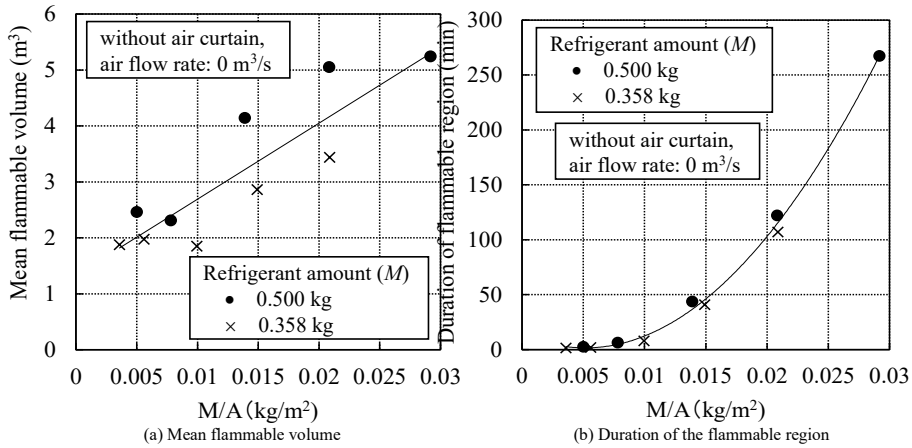 Mean flammable volume (m³)
6
5
4
3
2
1
0
without air curtain,
air flow rate: 0 m³/s
Refrigerant amount (M)
● 0.500 kg
× 0.358 kg
0 0.005 0.01 0.015 0.02 0.025 0.03
M/A (kg/m²)
(a) Mean flammable volume
Duration of flammable region (min)
300
250
200
150
100
50
0
Refrigerant amount (M)
● 0.500 kg
× 0.358 kg
without air curtain,
air flow rate: 0 m³/s
0 0.005 0.01 0.015 0.02 0.025 0.03
M/A (kg/m²)
(b) Duration of the flammable region